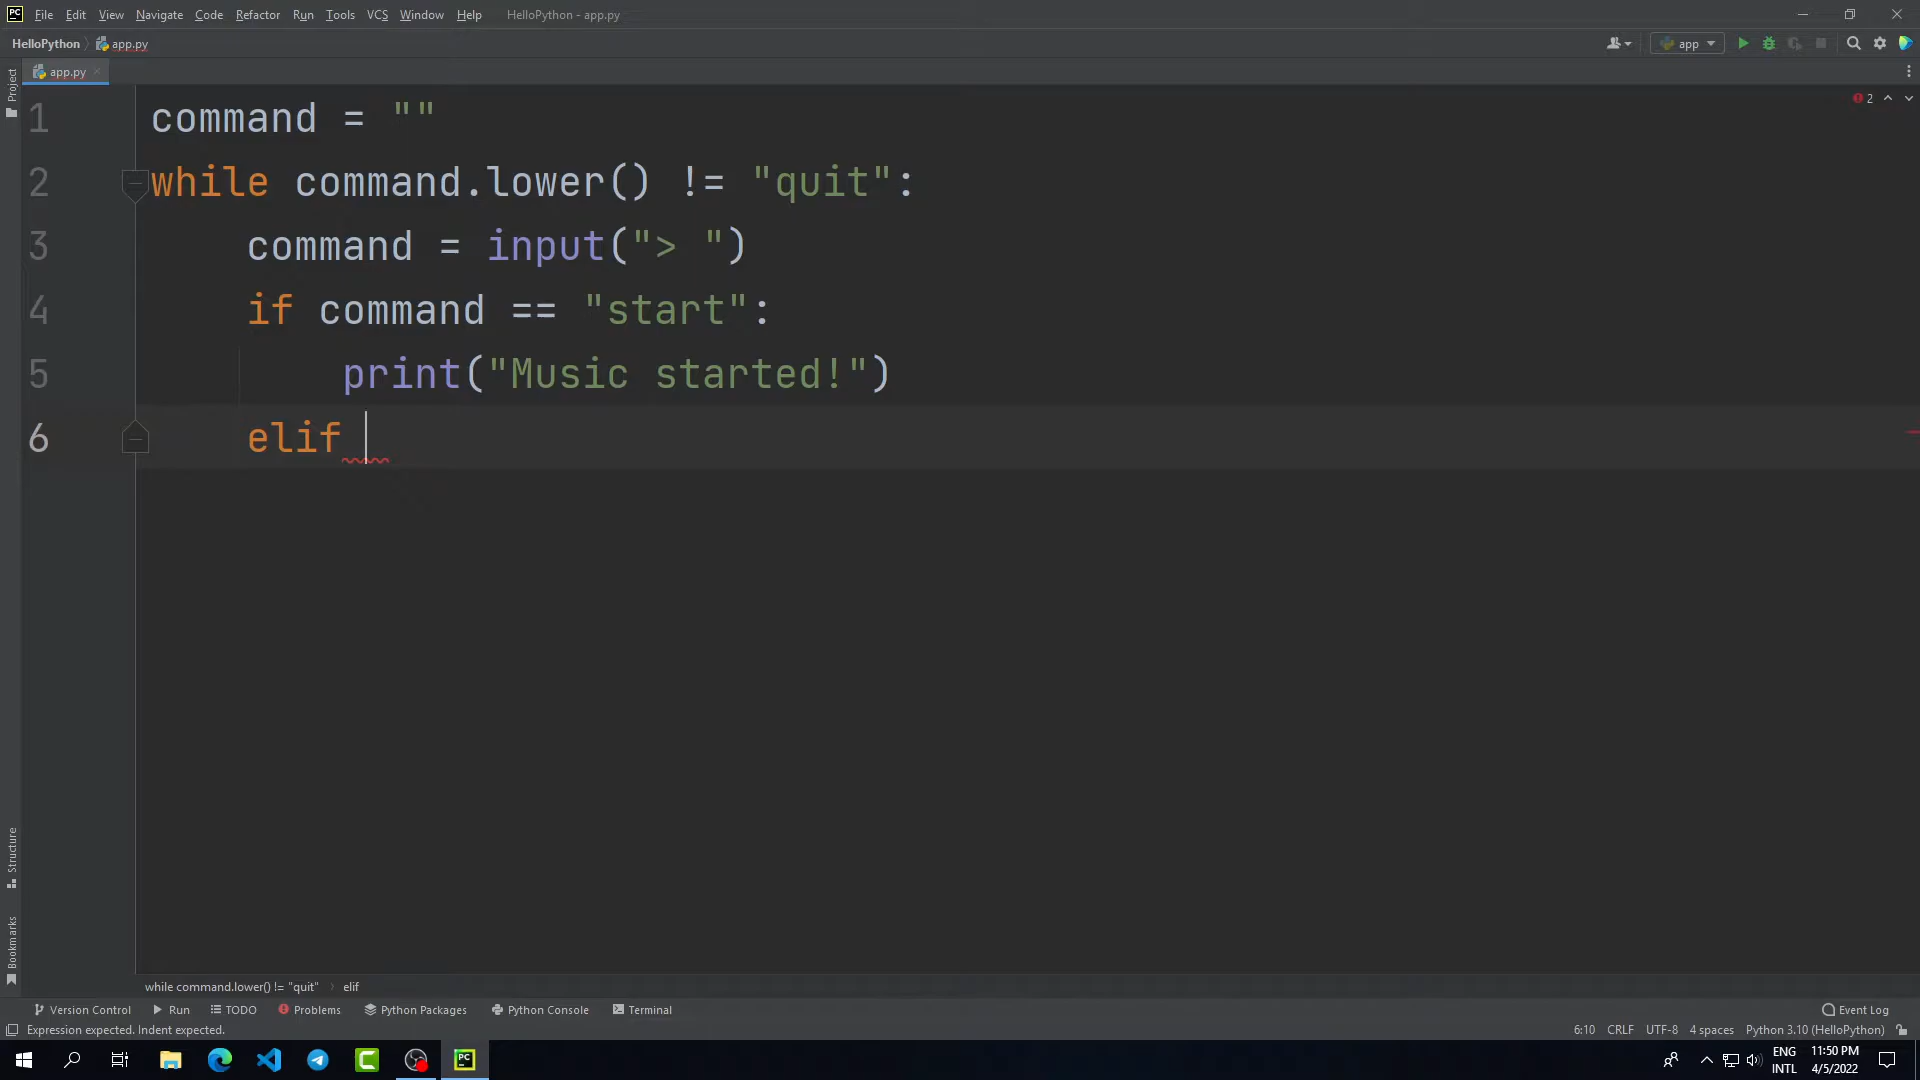 PC File Edit View Navigate Code Refactor Run Tools VCS Window Help HelloPython - app.py
HelloPython app.py app
Project app.py
2
1 command = ""
2 while command.lower() != "quit":
3 command = input("> ")
4 if command == "start":
5 print("Music started!")
6 elif
Structure
Bookmarks
while command.lower() != "quit" elif
Version Control Run TODO Problems Python Packages Python Console Terminal Event Log
Expression expected. Indent expected. 6:10 CRLF UTF-8 4 spaces Python 3.10 (HelloPython)
PC ENG 11:50 PM
INTL 4/5/2022